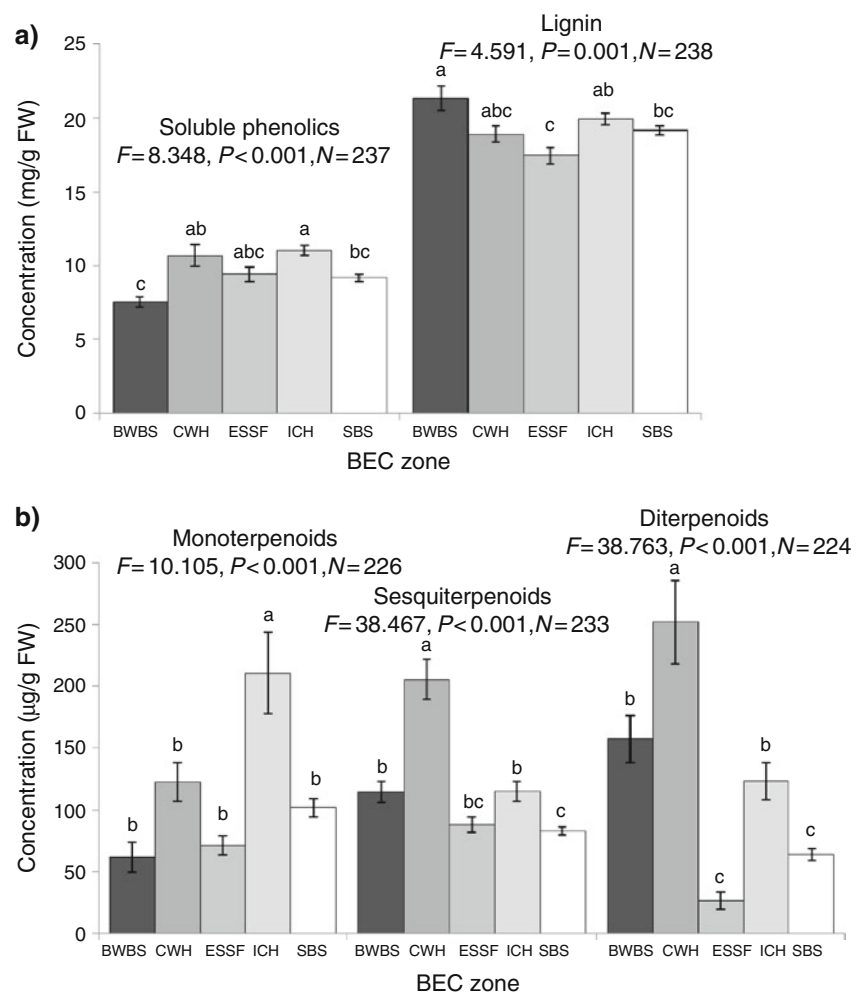 a)
Lignin
F=4.591, P=0.001,N=238
Soluble phenolics
F=8.348, P<0.001,N=237
Concentration (mg/g FW)
25
20
15
10
5
0
c ab abc a bc
a abc c ab bc
BWBS CWH ESSF ICH SBS BWBS CWH ESSF ICH SBS
BEC zone
b)
Monoterpenoids
F=10.105, P<0.001,N=226
Sesquiterpenoids
F=38.467, P<0.001,N=233
Diterpenoids
F=38.763, P<0.001,N=224
Concentration (µg/g FW)
300
250
200
150
100
50
0
b b b a b
b a bc b c
b a c b c
BWBS CWH ESSF ICH SBS BWBS CWH ESSF ICH SBS BWBS CWH ESSF ICH SBS
BEC zone